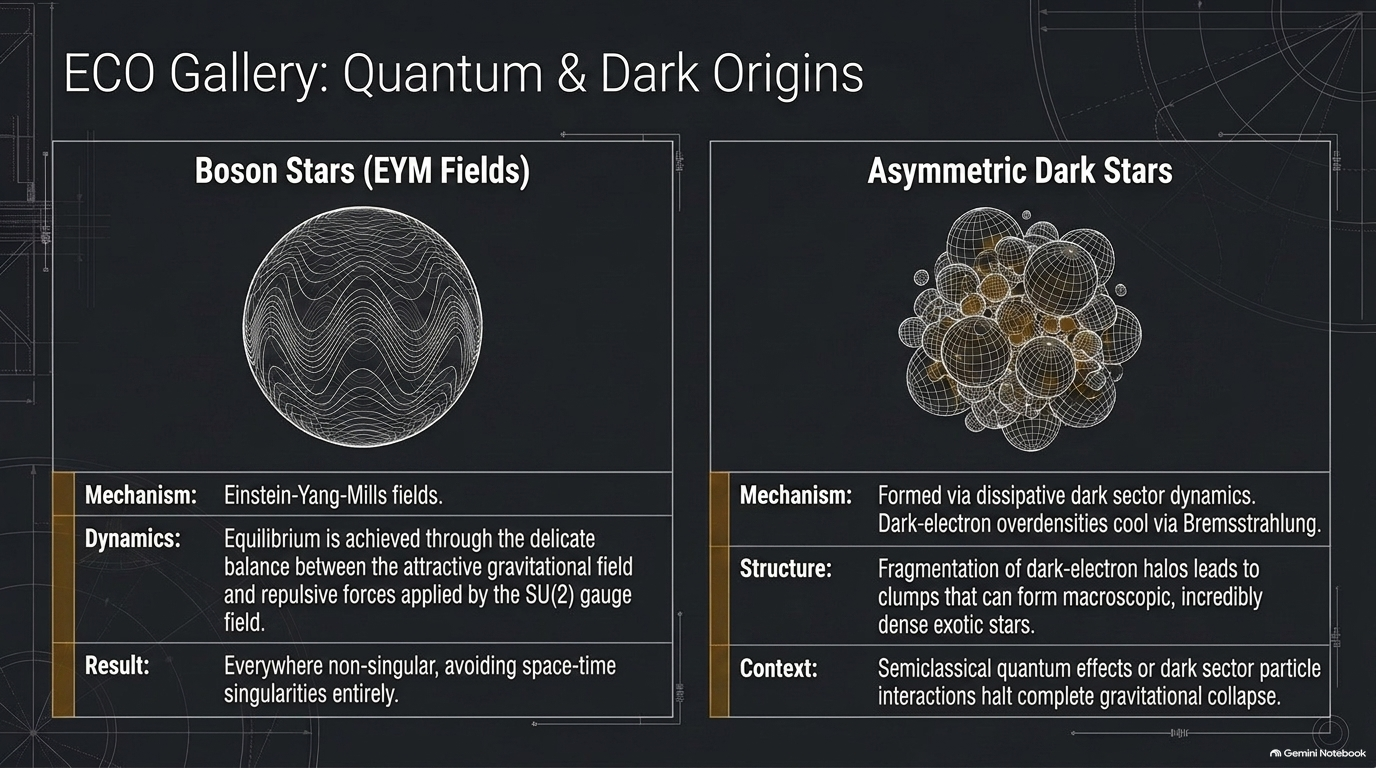 ECO Gallery: Quantum & Dark Origins
Boson Stars (EYM Fields)
Mechanism: Einstein-Yang-Mills fields.
Dynamics: Equilibrium is achieved through the delicate
balance between the attractive gravitational field
and repulsive forces applied by the SU(2) gauge
field.
Result: Everywhere non-singular, avoiding space-time
singularities entirely.
Asymmetric Dark Stars
Mechanism: Formed via dissipative dark sector dynamics.
Dark-electron overdensities cool via Bremsstrahlung.
Structure: Fragmentation of dark-electron halos leads to
clumps that can form macroscopic, incredibly
dense exotic stars.
Context: Semiclassical quantum effects or dark sector particle
interactions halt complete gravitational collapse.
Gemini Notebook